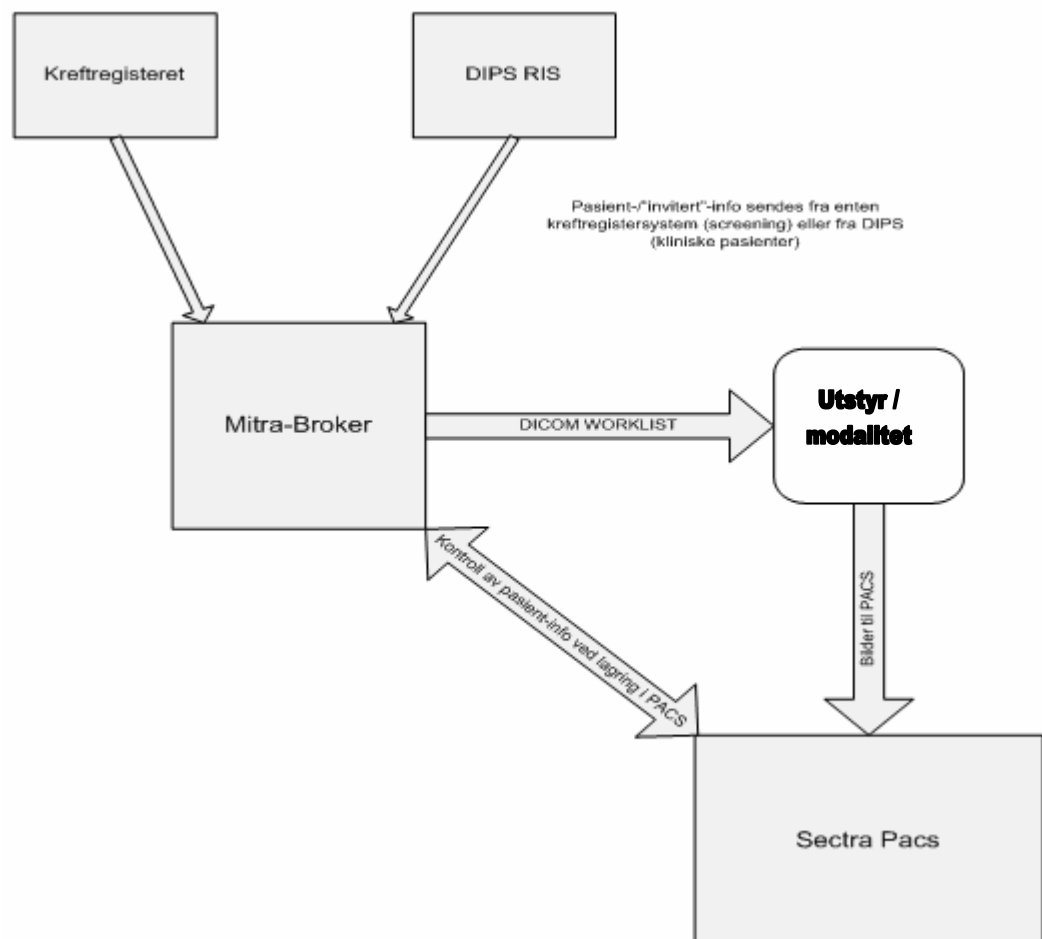 Kreftregisteret
DIPS RIS
Pasient-/"invitert"-info sendes fra enten
kreftregistersystem (screening) eller fra DIPS
(kliniske pasienter)
Mitra-Broker
DICOM WORKLIST
Utstyr /
modalitet
Kontroll av pasient-info ved lagring i PACS
Bilder til PACS
Sectra Pacs